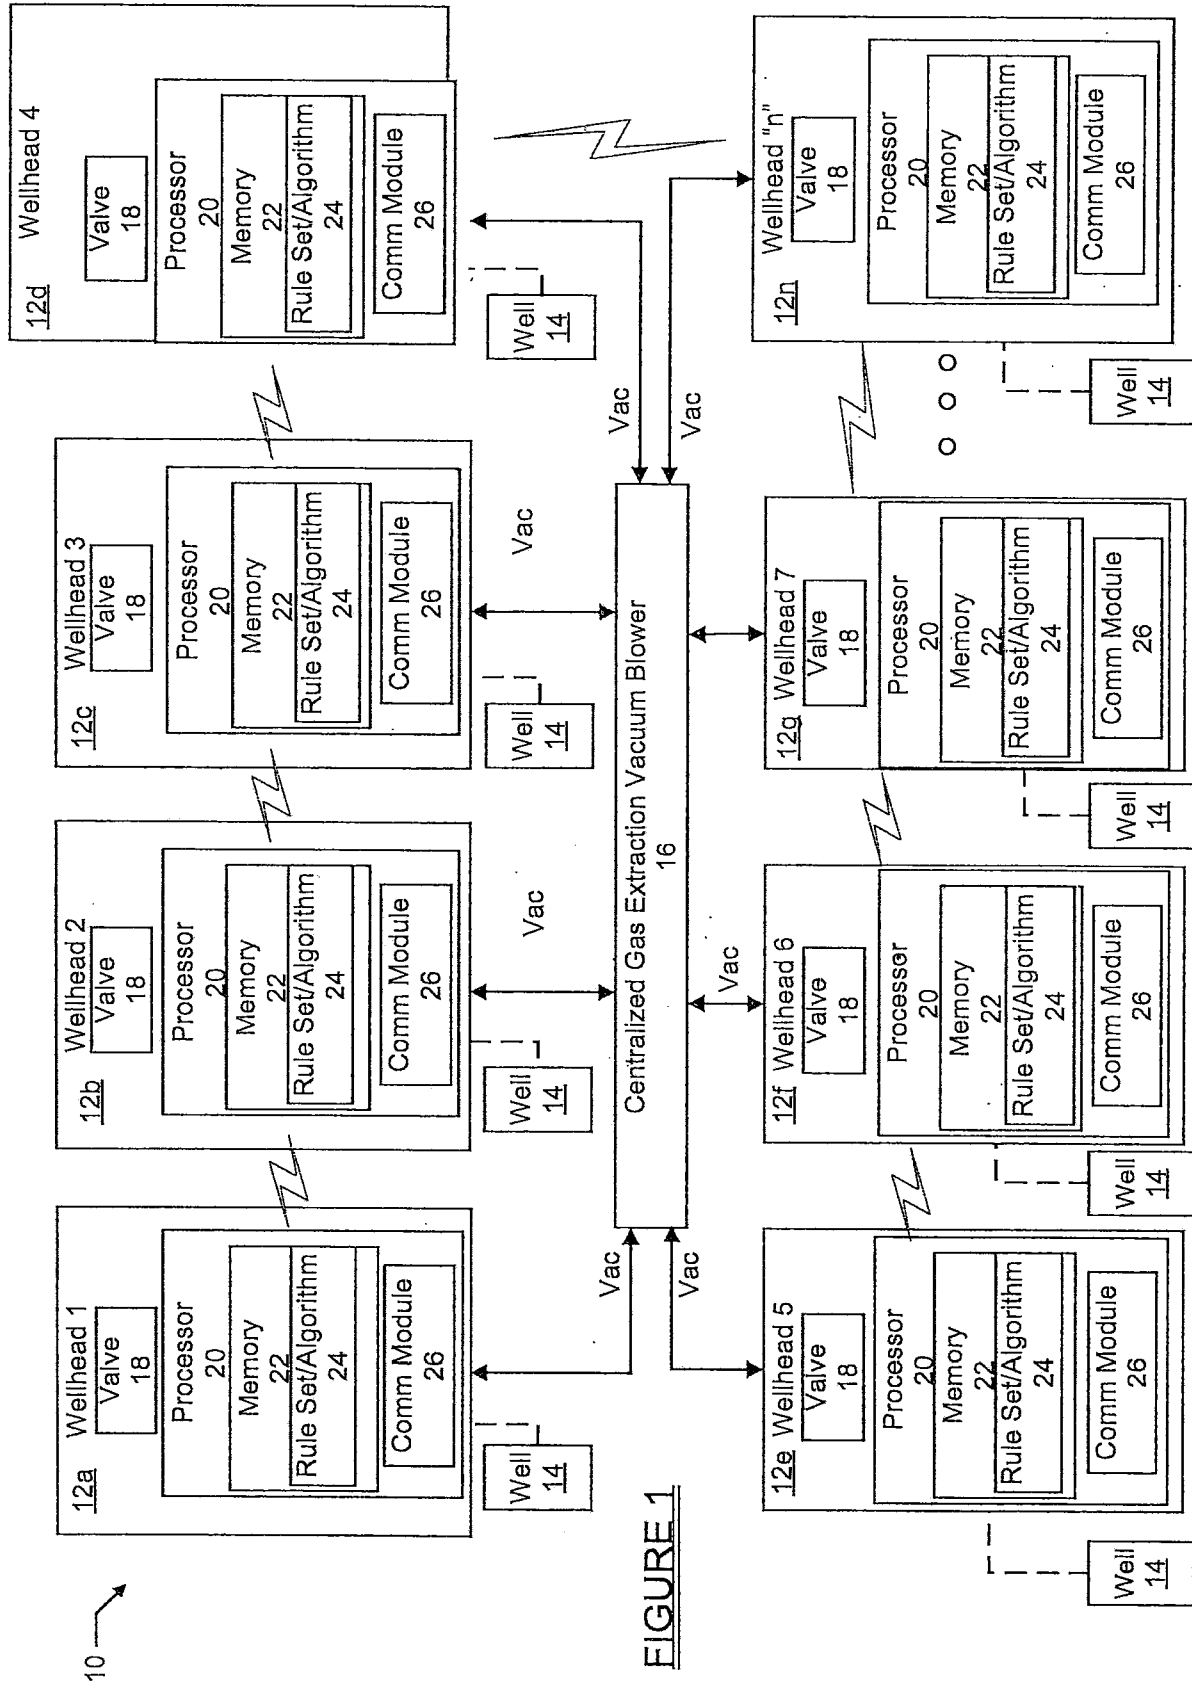 10
12a
Wellhead 1
Valve
18
Processor
20
Memory
22
Rule Set/Algorithm
24
Comm Module
26
Well
14
12b
Wellhead 2
Valve
18
Processor
20
Memory
22
Rule Set/Algorithm
24
Comm Module
26
Well
14
12c
Wellhead 3
Valve
18
Processor
20
Memory
22
Rule Set/Algorithm
24
Comm Module
26
Well
14
12d
Wellhead 4
Valve
18
Processor
20
Memory
22
Rule Set/Algorithm
24
Comm Module
26
Well
14
Vac
Vac
Vac
Vac
Centralized Gas Extraction Vacuum Blower
16
Vac
Vac
Vac
12e Wellhead 5
Valve
18
Processor
20
Memory
22
Rule Set/Algorithm
24
Comm Module
26
Well
14
12f Wellhead 6
Valve
18
Processor
20
Memory
22
Rule Set/Algorithm
24
Comm Module
26
Well
14
12g Wellhead 7
Valve
18
Processor
20
Memory
22
Rule Set/Algorithm
24
Comm Module
26
Well
14
12n
Wellhead "n"
Valve
18
Processor
20
Memory
22
Rule Set/Algorithm
24
Comm Module
26
Well
14
FIGURE 1